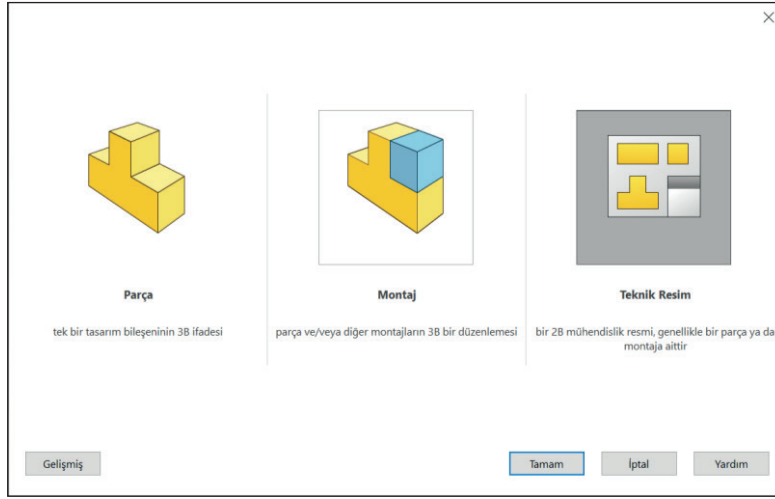 Parça
tek bir tasarım bileşeninin 3B ifadesi
Montaj
parça ve/veya diğer montajların 3B bir düzenlemesi
Teknik Resim
bir 2B mühendislik resmi, genellikle bir parça ya da
montaja aittir
Gelişmiş
Tamam
İptal
Yardım